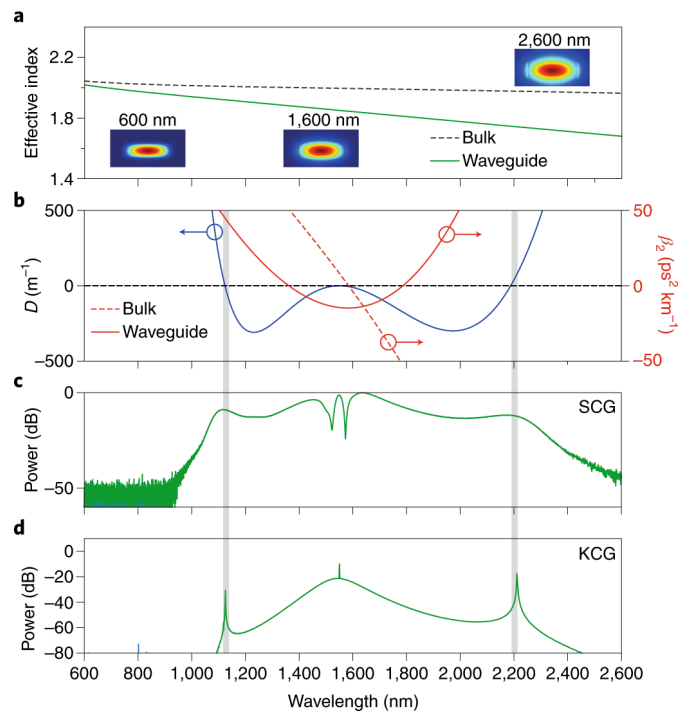 a
2.2
1.8
1.4
Effective index
600 nm
1,600 nm
2,600 nm
Bulk
Waveguide
b
500
0
−500
D (m⁻¹)
50
0
−50
β₂ (ps² km⁻¹)
Bulk
Waveguide
c
0
−50
Power (dB)
SCG
d
0
−20
−40
−60
−80
Power (dB)
KCG
600 800 1,000 1,200 1,400 1,600 1,800 2,000 2,200 2,400 2,600
Wavelength (nm)